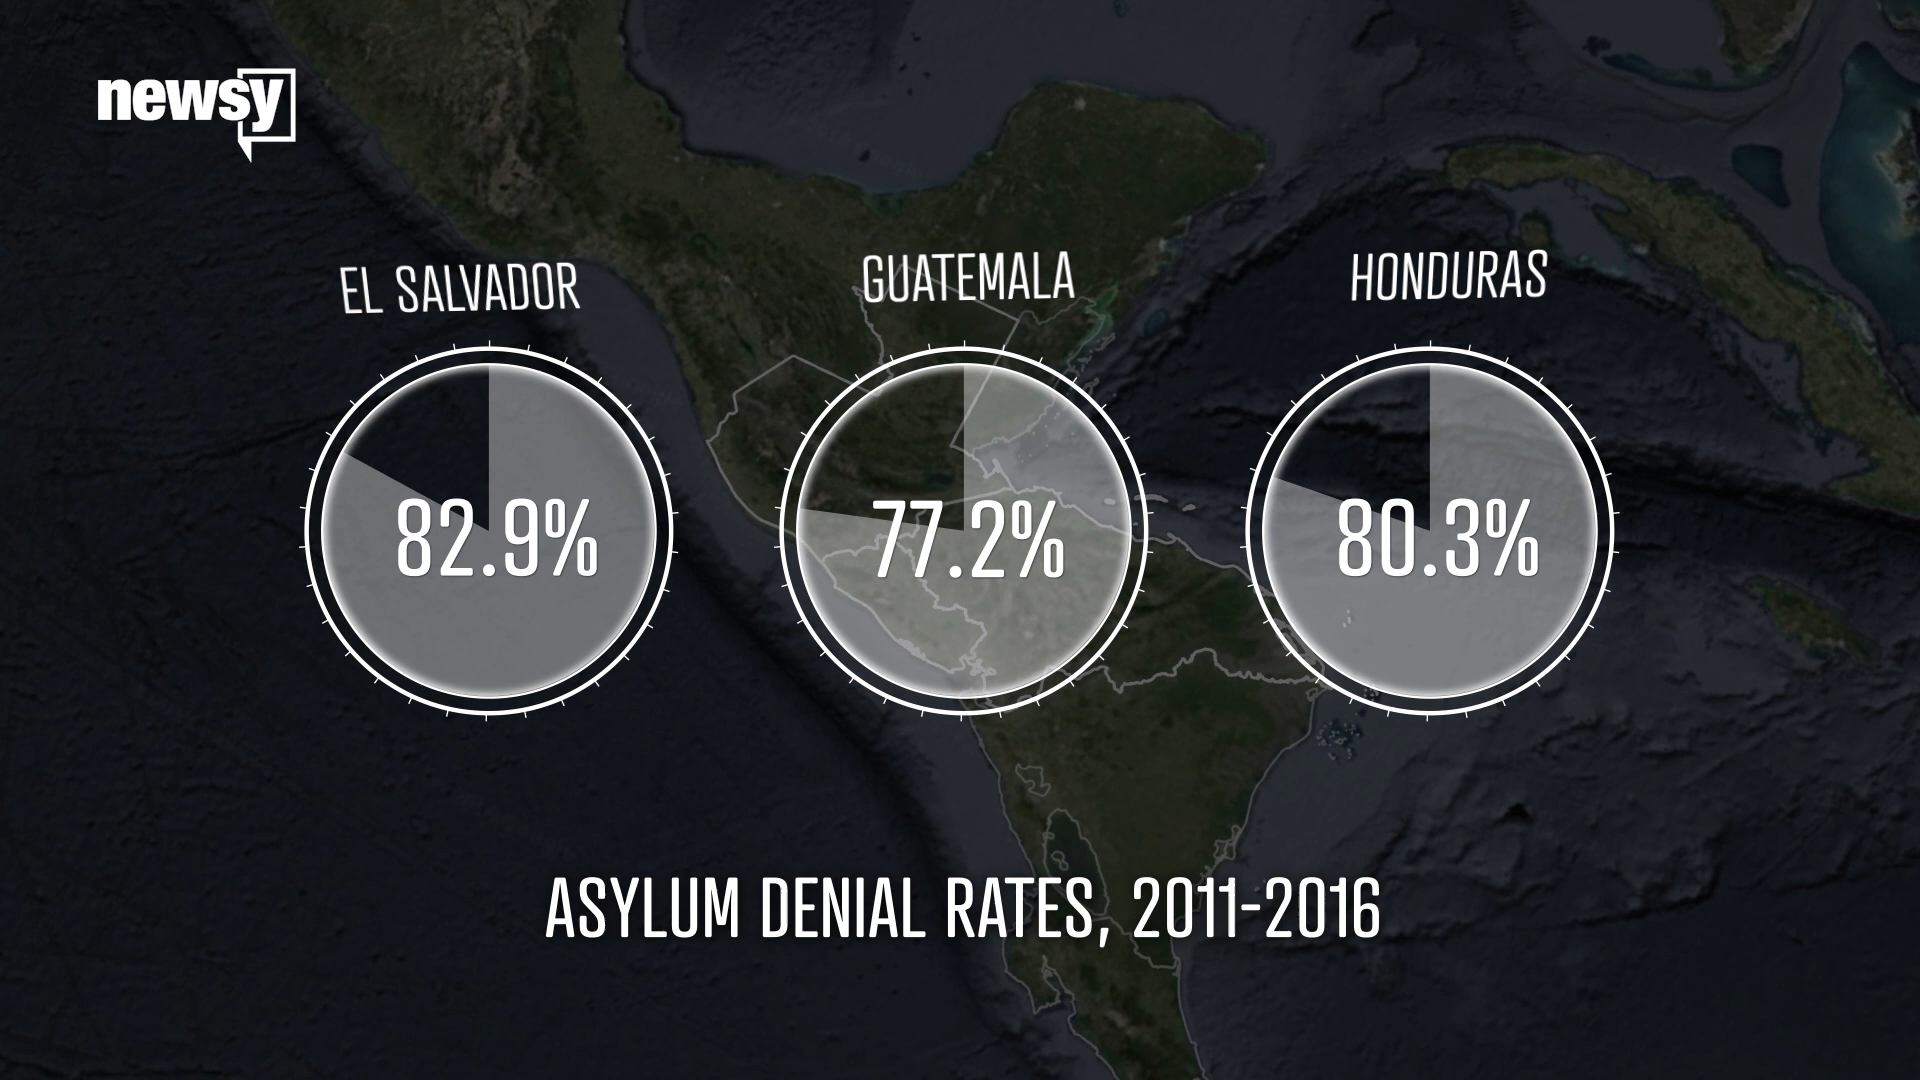 newsy
EL SALVADOR
GUATEMALA
HONDURAS
82.9%
77.2%
80.3%
ASYLUM DENIAL RATES, 2011-2016